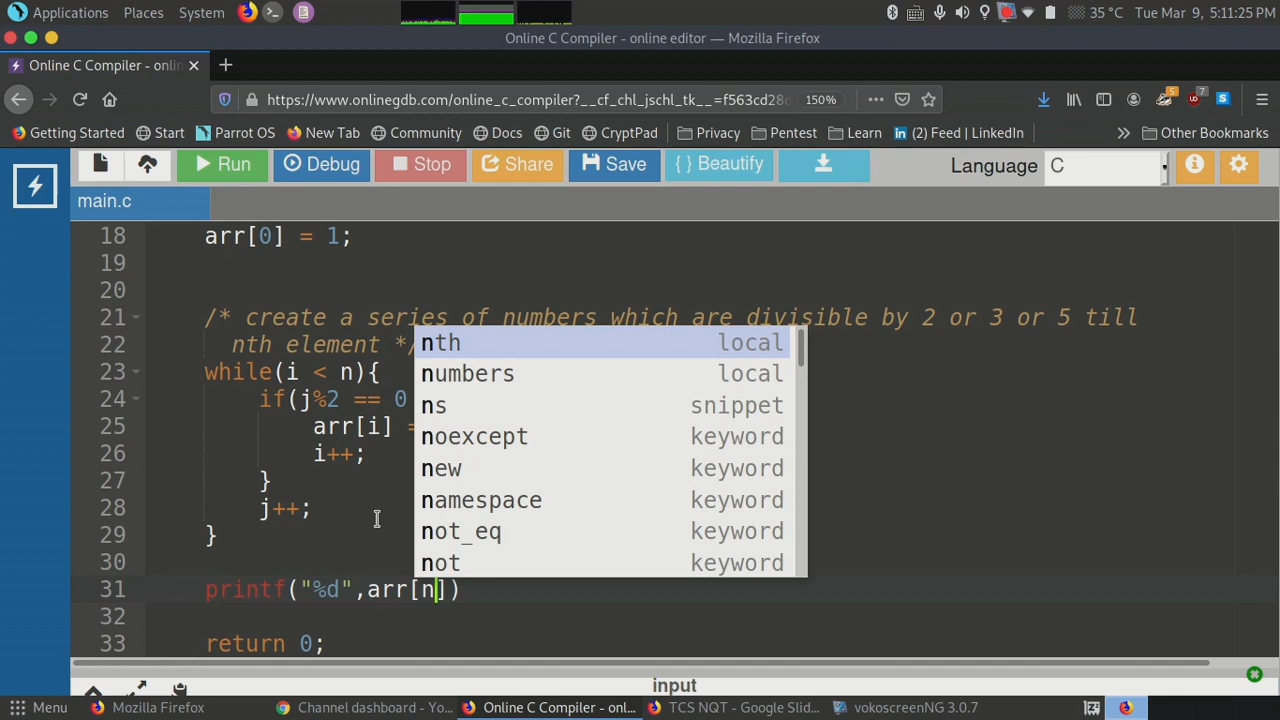 Applications Places System 35 °C Tue Mar 9, 5:11:25 PM
Online C Compiler - online editor — Mozilla Firefox
Online C Compiler - onlin
https://www.onlinegdb.com/online_c_compiler?__cf_chl_jschl_tk__=f563cd28 150%
Getting Started Start Parrot OS New Tab Community Docs Git CryptPad Privacy Pentest Learn (2) Feed | LinkedIn Other Bookmarks
Run Debug Stop Share Save { } Beautify Language C
main.c
18 arr[0] = 1;
19
20
21 /* create a series of numbers which are divisible by 2 or 3 or 5 till
22 nth element */
23 while(i < n){
24 if(j%2 == 0
25 arr[i] =
26 i++;
27 }
28 j++;
29 }
30
31 printf("%d",arr[n])
32
33 return 0;
nth local
numbers local
ns snippet
noexcept keyword
new keyword
namespace keyword
not_eq keyword
not keyword
input
Menu Mozilla Firefox Channel dashboard - Yo... Online C Compiler - onl... TCS NQT - Google Slid... vokoscreenNG 3.0.7